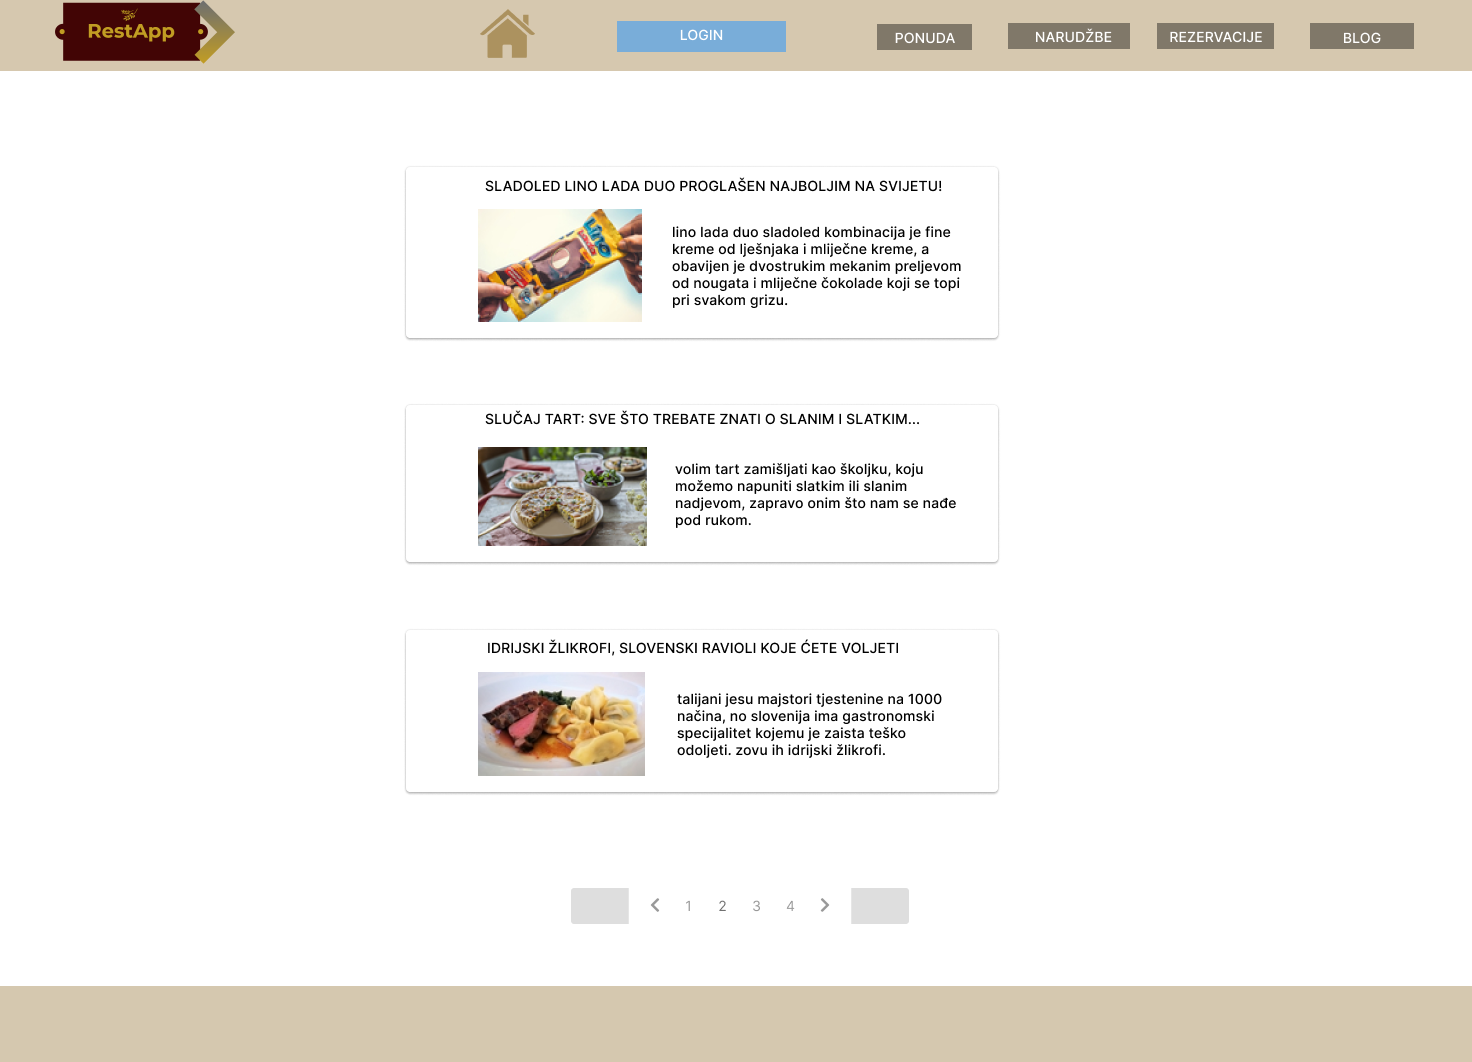 RestApp
LOGIN
PONUDA
NARUDŽBE
REZERVACIJE
BLOG
SLADOLED LINO LADA DUO PROGLAŠEN NAJBOLJIM NA SVIJETU!
Lino
lino lada duo sladoled kombinacija je fine
kreme od lješnjaka i mliječne kreme, a
obavijen je dvostrukim mekanim preljevom
od nougata i mliječne čokolade koji se topi
pri svakom grizu.
SLUČAJ TART: SVE ŠTO TREBATE ZNATI O SLANIM I SLATKIM...
volim tart zamišljati kao školjku, koju
možemo napuniti slatkim ili slanim
nadjevom, zapravo onim što nam se nađe
pod rukom.
IDRIJSKI ŽLIKROFI, SLOVENSKI RAVIOLI KOJE ĆETE VOLJETI
talijani jesu majstori tjestenine na 1000
načina, no slovenija ima gastronomski
specijalitet kojemu je zaista teško
odoljeti. zovu ih idrijski žlikrofi.
1 2 3 4